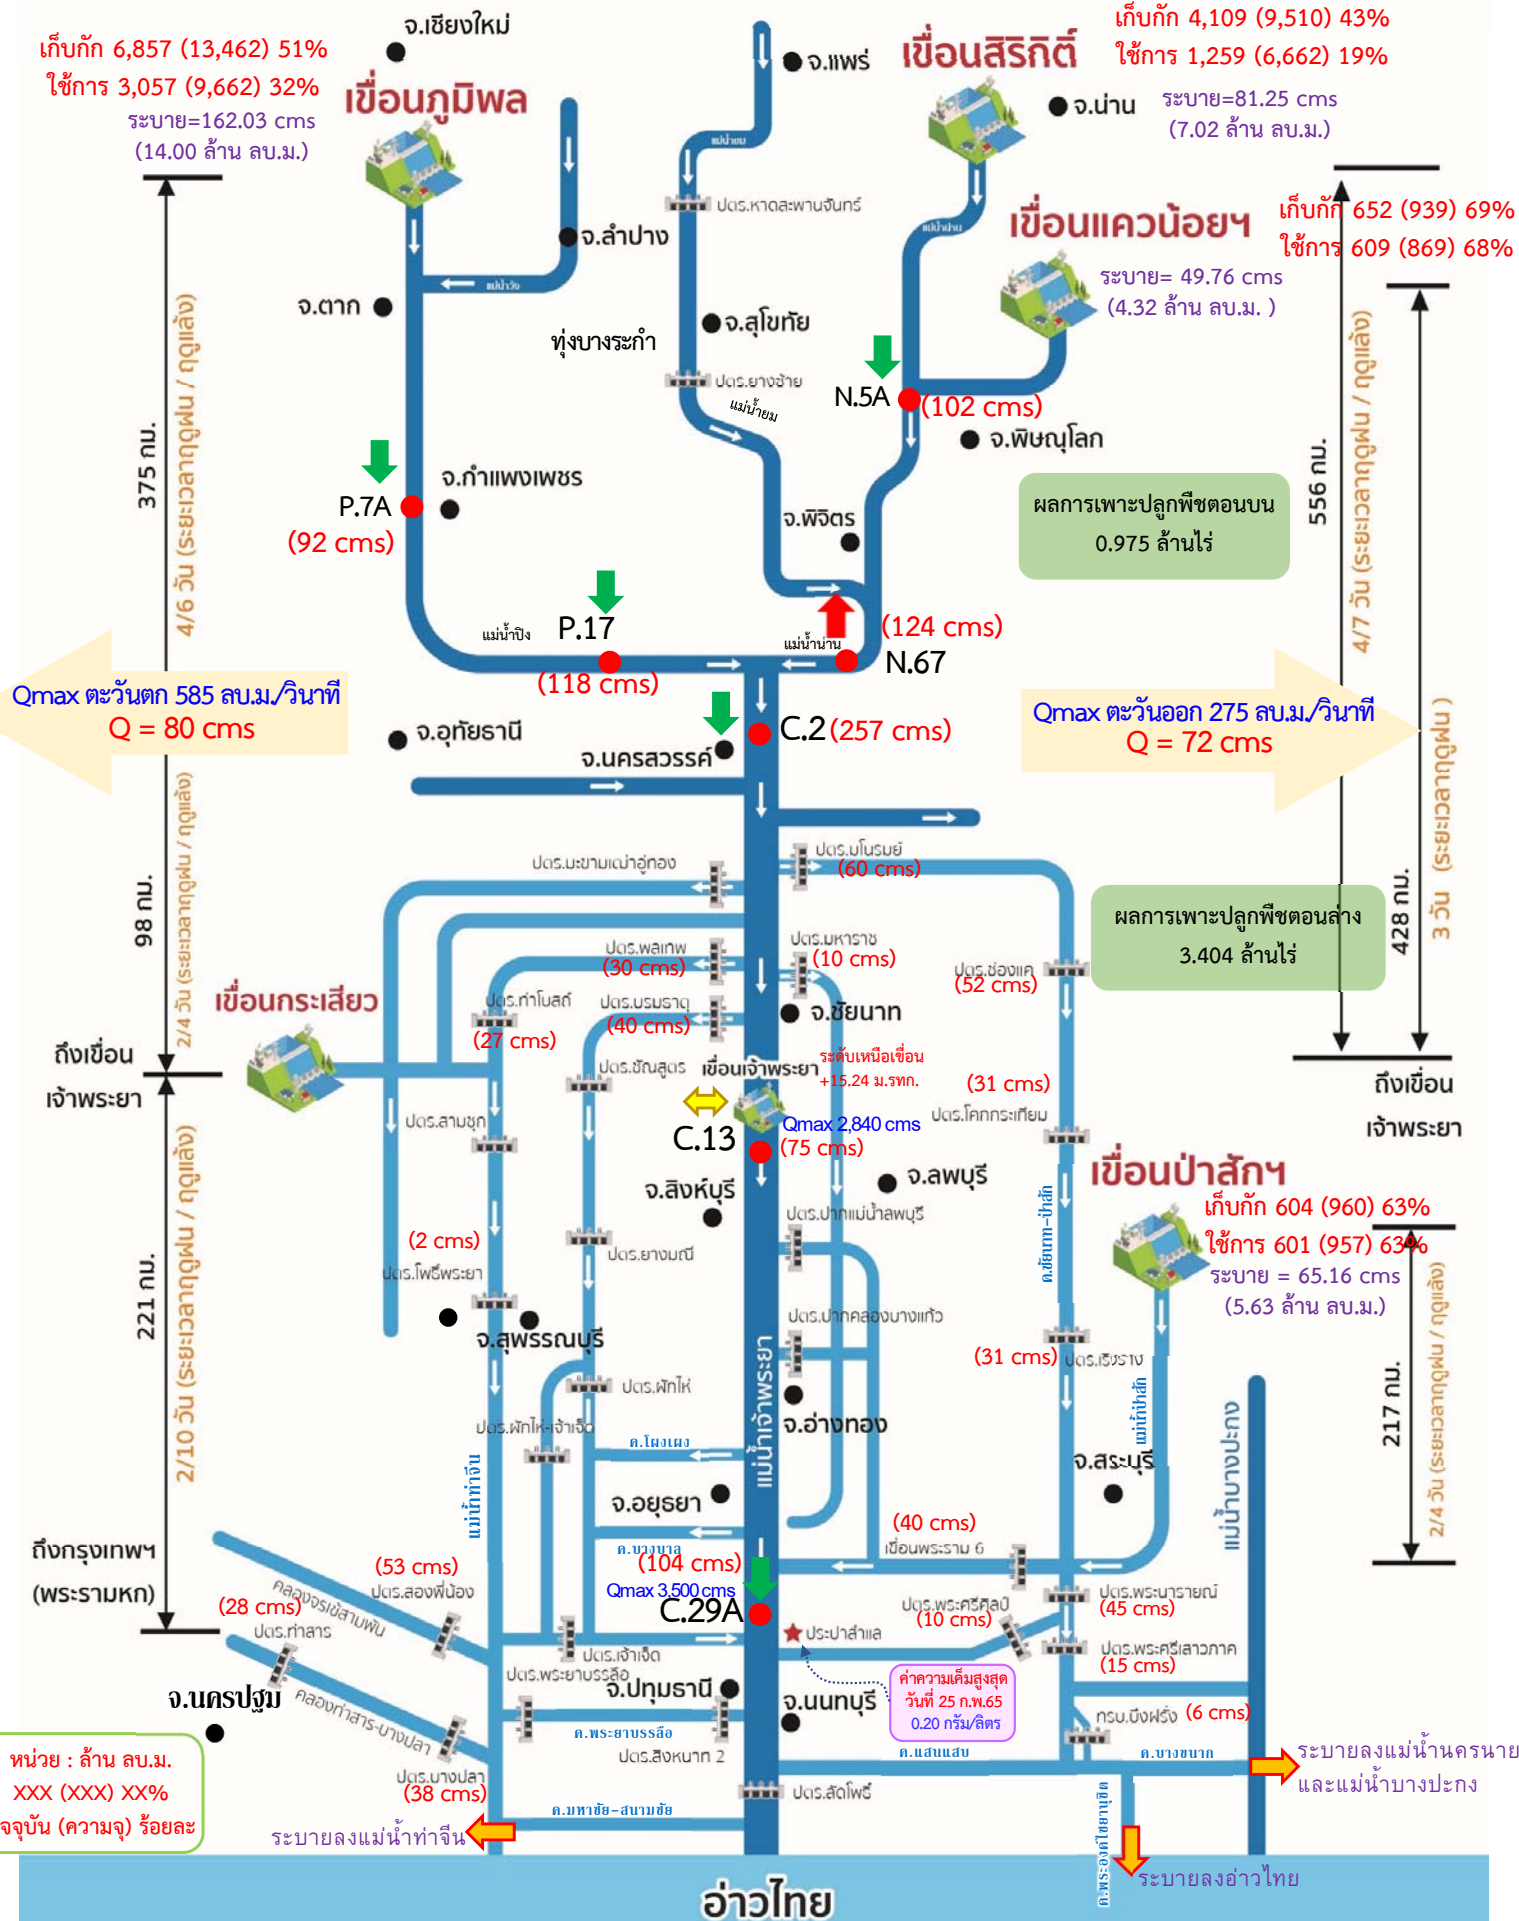 เก็บกัก 6,857 (13,462) 51%
ใช้การ 3,057 (9,662) 32%
ระบาย=162.03 cms
(14.00 ล้าน ลบ.ม.)
จ.เชียงใหม่
เขื่อนภูมิพล
จ.แพร่
เขื่อนสิริกิติ์
เก็บกัก 4,109 (9,510) 43%
ใช้การ 1,259 (6,662) 19%
จ.น่าน
ระบาย=81.25 cms
(7.02 ล้าน ลบ.ม.)
แม่น้ำยม
ปตร.หาดสะพานจันทร์
แม่น้ำน่าน
เขื่อนแควน้อยฯ
เก็บกัก 652 (939) 69%
ใช้การ 609 (869) 68%
ระบาย= 49.76 cms
(4.32 ล้าน ลบ.ม. )
จ.ลำปาง
แม่น้ำวัง
จ.ตาก
จ.สุโขทัย
ทุ่งบางระกำ
ปตร.ยางซ้าย
แม่น้ำยม
N.5A
(102 cms)
จ.พิษณุโลก
375 กม.
4/6 วัน (ระยะเวลาฤดูฝน / ฤดูแล้ง)
จ.กำแพงเพชร
P.7A
(92 cms)
จ.พิจิตร
ผลการเพาะปลูกพืชตอนบน
0.975 ล้านไร่
556 กม.
4/7 วัน (ระยะเวลาฤดูฝน / ฤดูแล้ง)
แม่น้ำปิง
P.17
(118 cms)
แม่น้ำน่าน
(124 cms)
N.67
Qmax ตะวันตก 585 ลบ.ม./วินาที
Q = 80 cms
Qmax ตะวันออก 275 ลบ.ม./วินาที
Q = 72 cms
จ.อุทัยธานี
จ.นครสวรรค์
C.2 (257 cms)
98 กม.
2/4 วัน (ระยะเวลาฤดูฝน / ฤดูแล้ง)
428 กม.
3 วัน (ระยะเวลาฤดูฝน )
ปตร.มะขามเฒ่าอู่ทอง
ปตร.มโนรมย์
(60 cms)
ผลการเพาะปลูกพืชตอนล่าง
3.404 ล้านไร่
ปตร.พลเทพ
(30 cms)
ปตร.มหาราช
(10 cms)
ปตร.ช่องแค
(52 cms)
เขื่อนกระเสียว
ปตร.ท่าโบสถ์
(27 cms)
ปตร.บรมธาตุ
(40 cms)
จ.ชัยนาท
ถึงเขื่อน
เจ้าพระยา
ปตร.ชัณสูตร
เขื่อนเจ้าพระยา
ระดับเหนือเขื่อน
+15.24 ม.รทก.
(31 cms)
ปตร.โคกกระเทียม
ถึงเขื่อน
เจ้าพระยา
ปตร.สามชุก
C.13
Qmax 2,840 cms
(75 cms)
จ.สิงห์บุรี
จ.ลพบุรี
เขื่อนป่าสักฯ
เก็บกัก 604 (960) 63%
ใช้การ 601 (957) 63%
ระบาย = 65.16 cms
(5.63 ล้าน ลบ.ม.)
221 กม.
2/10 วัน (ระยะเวลาฤดูฝน / ฤดูแล้ง)
(2 cms)
ปตร.โพธิ์พระยา
ปตร.ยางมณี
ปตร.ปากแม่น้ำลพบุรี
ค.ชัยนาท-ป่าสัก
จ.สุพรรณบุรี
ปตร.ปากคลองบางแก้ว
(31 cms)
ปตร.เริงราง
217 กม.
2/4 วัน (ระยะเวลาฤดูฝน / ฤดูแล้ง)
ปตร.ผักไห่
ปตร.ผักไห่-เจ้าเจ็ด
แม่น้ำเจ้าพระยา
จ.อ่างทอง
แม่น้ำป่าสัก
แม่น้ำบางปะกง
ค.โผงเผง
จ.สระบุรี
แม่น้ำท่าจีน
จ.อยุธยา
ค.บางบาล
(40 cms)
เขื่อนพระราม 6
ถึงกรุงเทพฯ
(พระรามหก)
(53 cms)
ปตร.สองพี่น้อง
คลองจรเข้สามพัน
(104 cms)
Qmax 3,500 cms
C.29A
(28 cms)
ปตร.ท่าสาร
ปตร.พระศรีศิลป์
(10 cms)
ปตร.พระนารายณ์
(45 cms)
ประปาสำแล
ปตร.เจ้าเจ็ด
ปตร.พระยาบรรลือ
ปตร.พระศรีเสาวภาค
(15 cms)
ค่าความเค็มสูงสุด
วันที่ 25 ก.พ.65
0.20 กรัม/ลิตร
จ.นครปฐม
คลองท่าสาร-บางปลา
จ.ปทุมธานี
จ.นนทบุรี
ทรบ.บึงฝรั่ง (6 cms)
ค.พระยาบรรลือ
ปตร.สิงหนาท 2
ค.แสนแสบ
ค.บางขนาก
ระบายลงแม่น้ำนครนาย
และแม่น้ำบางปะกง
หน่วย : ล้าน ลบ.ม.
XXX (XXX) XX%
จจุบัน (ความจุ) ร้อยละ
ปตร.บางปลา
(38 cms)
ปตร.ลัดโพธิ์
ค.มหาชัย-สนามชัย
ระบายลงแม่น้ำท่าจีน
ค.พระองค์ไชยานุชิต
ระบายลงอ่าวไทย
อ่าวไทย